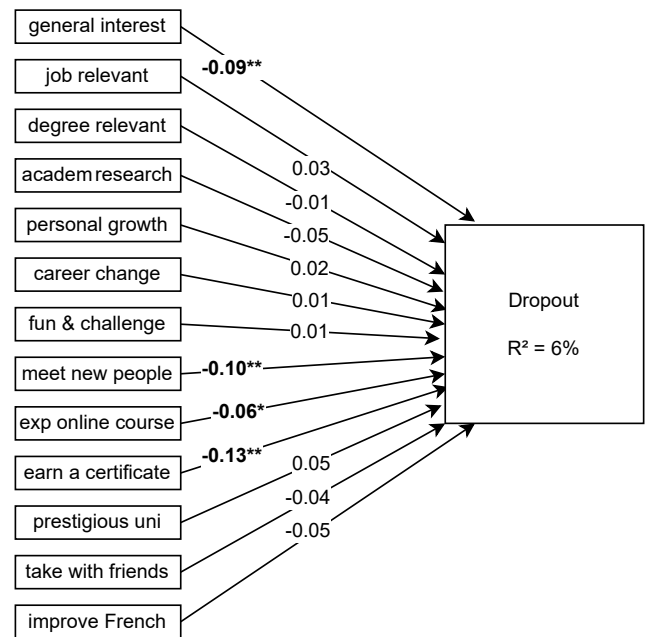 general interest
-0.09**
job relevant
degree relevant
academ research
0.03
-0.01
personal growth
-0.05
0.02
career change
0.01
fun & challenge
0.01
Dropout
R² = 6%
meet new people
-0.10**
exp online course
-0.06*
earn a certificate
-0.13**
0.05
prestigious uni
-0.04
take with friends
-0.05
improve French